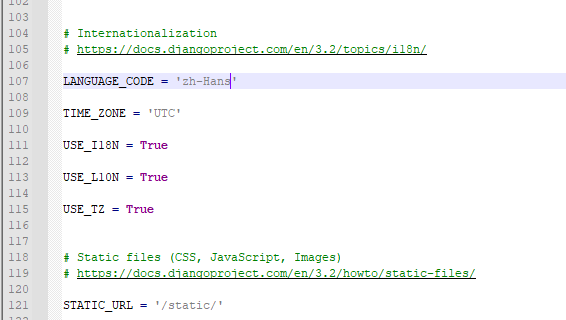 102
103
104 # Internationalization
105 # https://docs.djangoproject.com/en/3.2/topics/i18n/
106
107 LANGUAGE_CODE = 'zh-Hans'
108
109 TIME_ZONE = 'UTC'
110
111 USE_I18N = True
112
113 USE_L10N = True
114
115 USE_TZ = True
116
117
118 # Static files (CSS, JavaScript, Images)
119 # https://docs.djangoproject.com/en/3.2/howto/static-files/
120
121 STATIC_URL = '/static/'